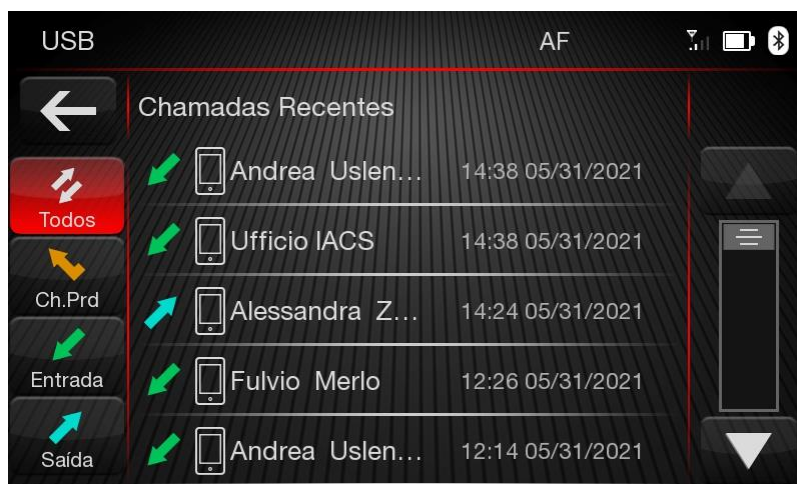 USB AF
Chamadas Recentes
Todos
Ch.Prd
Entrada
Saída
Andrea Uslen... 14:38 05/31/2021
Ufficio IACS 14:38 05/31/2021
Alessandra Z... 14:24 05/31/2021
Fulvio Merlo 12:26 05/31/2021
Andrea Uslen... 12:14 05/31/2021